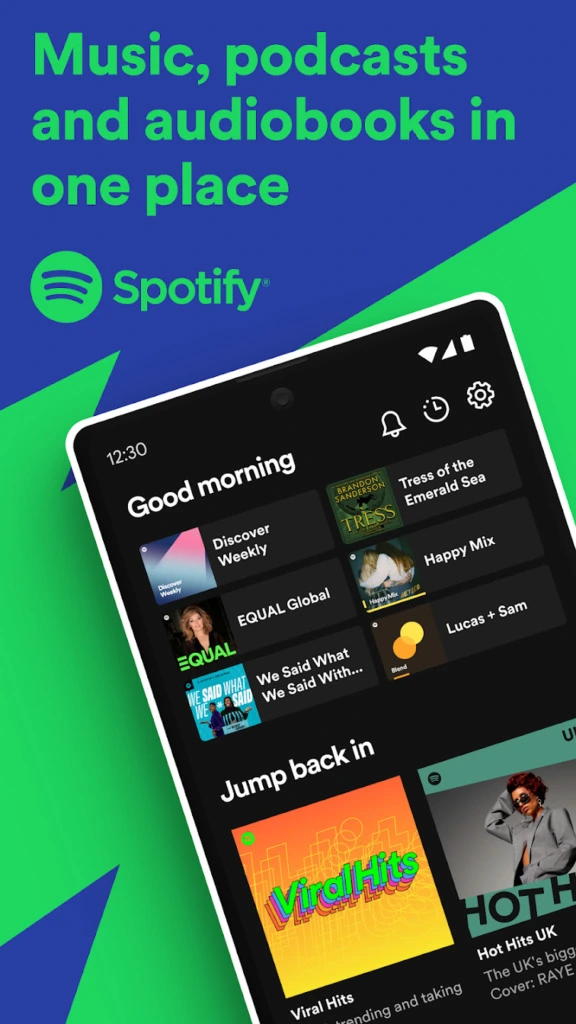 Music, podcasts
and audiobooks in
one place
Spotify®
12:30
Good morning
Discover
Weekly
Discover
Weekly
BRANDON
SANDERSON
TRESS
Tress of the
Emerald Sea
EQUAL
EQUAL Global
Happy Mix
Happy Mix
WE SAID WHAT
WE SAID
We Said What
We Said With...
Blend
Lucas + Sam
Jump back in
Viral Hits
Viral Hits
trending and taking
HOT H
Hot Hits UK
The UK's bigg
Cover: RAYE